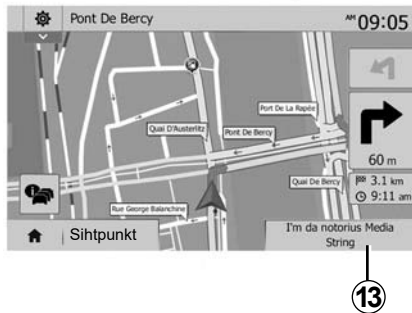 Pont De Bercy
AM 09:05
Port De La Rapée
Quai D'Austerlitz
Pont De Bercy
60 m
Quai De Bercy
3.1 km
9:11 am
Rue George Balanchine
Sihtpunkt
I'm da notorius Media
String
13